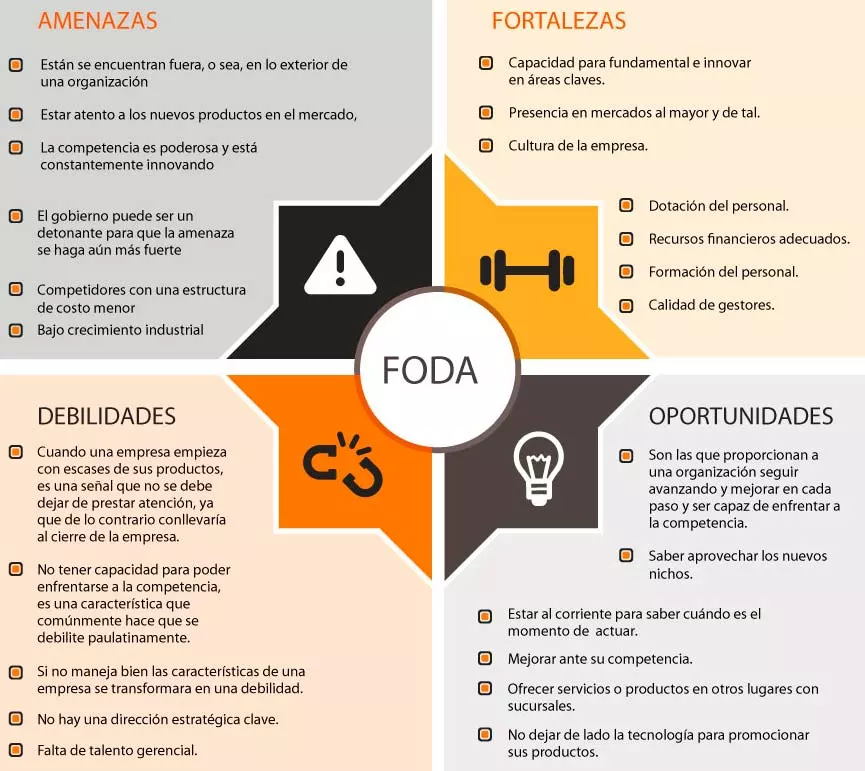 AMENAZAS
Están se encuentran fuera, o sea, en lo exterior de
una organización
Estar atento a los nuevos productos en el mercado,
La competencia es poderosa y está
constantemente innovando
El gobierno puede ser un
detonante para que la amenaza
se haga aún más fuerte
Competidores con una estructura
de costo menor
Bajo crecimiento industrial
FORTALEZAS
Capacidad para fundamental e innovar
en áreas claves.
Presencia en mercados al mayor y de tal.
Cultura de la empresa.
Dotación del personal.
Recursos financieros adecuados.
Formación del personal.
Calidad de gestores.
FODA
DEBILIDADES
Cuando una empresa empieza
con escases de sus productos,
es una señal que no se debe
dejar de prestar atención, ya
que de lo contrario conllevaría
al cierre de la empresa.
No tener capacidad para poder
enfrentarse a la competencia,
es una característica que
comúnmente hace que se
debilite paulatinamente.
Si no maneja bien las características de una
empresa se transformara en una debilidad.
No hay una dirección estratégica clave.
Falta de talento gerencial.
OPORTUNIDADES
Son las que proporcionan a
una organización seguir
avanzando y mejorar en cada
paso y ser capaz de enfrentar a
la competencia.
Saber aprovechar los nuevos
nichos.
Estar al corriente para saber cuándo es el
momento de actuar.
Mejorar ante su competencia.
Ofrecer servicios o productos en otros lugares con
sucursales.
No dejar de lado la tecnología para promocionar
sus productos.